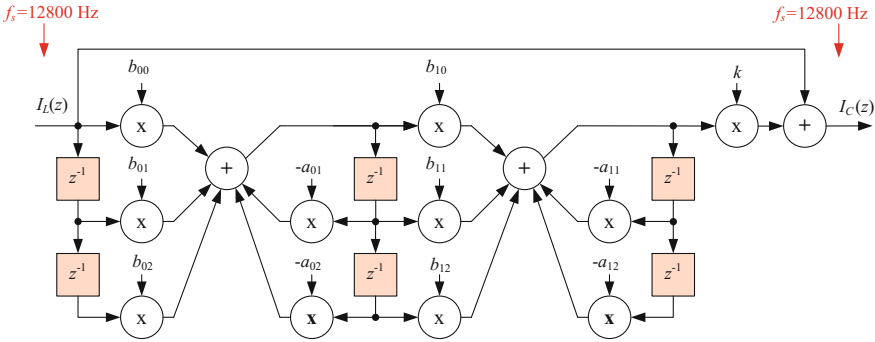 fs=12800 Hz fs=12800 Hz
b00 b10 k
IL(z) x + x + x + IC(z)
z-1 b01 x -a01 x z-1 b11 x -a11 x z-1
z-1 b02 x -a02 x z-1 b12 x -a12 x z-1